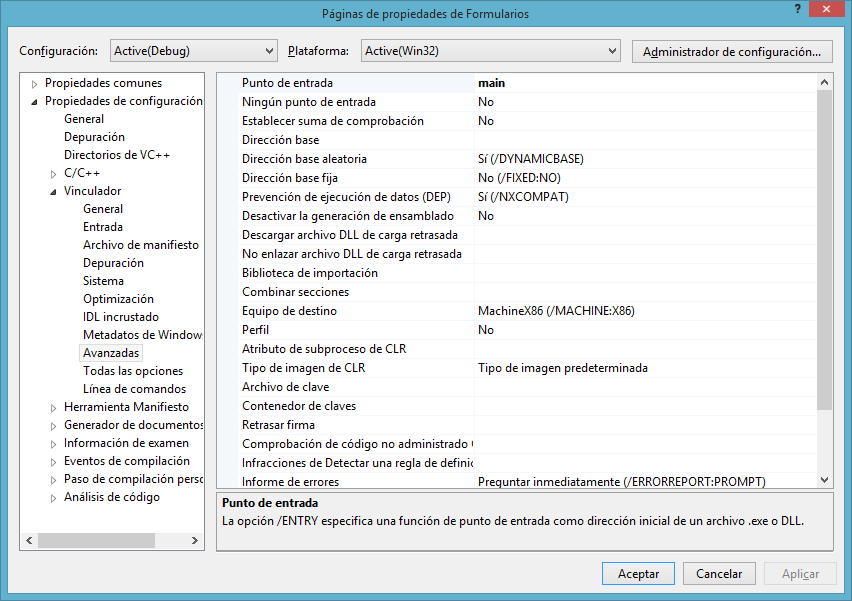 Páginas de propiedades de Formularios
?
Configuración: Active(Debug) Plataforma: Active(Win32) Administrador de configuración...
Propiedades comunes
Propiedades de configuración
General
Depuración
Directorios de VC++
C/C++
Vinculador
General
Entrada
Archivo de manifiesto
Depuración
Sistema
Optimización
IDL incrustado
Metadatos de Window
Avanzadas
Todas las opciones
Línea de comandos
Herramienta Manifiesto
Generador de documentos
Información de examen
Eventos de compilación
Paso de compilación perso
Análisis de código
Punto de entrada main
Ningún punto de entrada No
Establecer suma de comprobación No
Dirección base
Dirección base aleatoria Sí (/DYNAMICBASE)
Dirección base fija No (/FIXED:NO)
Prevención de ejecución de datos (DEP) Sí (/NXCOMPAT)
Desactivar la generación de ensamblado No
Descargar archivo DLL de carga retrasada
No enlazar archivo DLL de carga retrasada
Biblioteca de importación
Combinar secciones
Equipo de destino MachineX86 (/MACHINE:X86)
Perfil No
Atributo de subproceso de CLR
Tipo de imagen de CLR Tipo de imagen predeterminada
Archivo de clave
Contenedor de claves
Retrasar firma
Comprobación de código no administrado
Infracciones de Detectar una regla de defini
Informe de errores Preguntar inmediatamente (/ERRORREPORT:PROMPT)
Punto de entrada
La opción /ENTRY especifica una función de punto de entrada como dirección inicial de un archivo .exe o DLL.
Aceptar Cancelar Aplicar